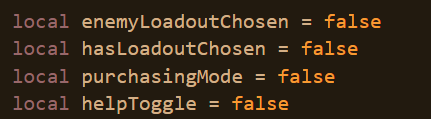 local enemyLoadoutChosen = false
local hasLoadoutChosen = false
local purchasingMode = false
local helpToggle = false